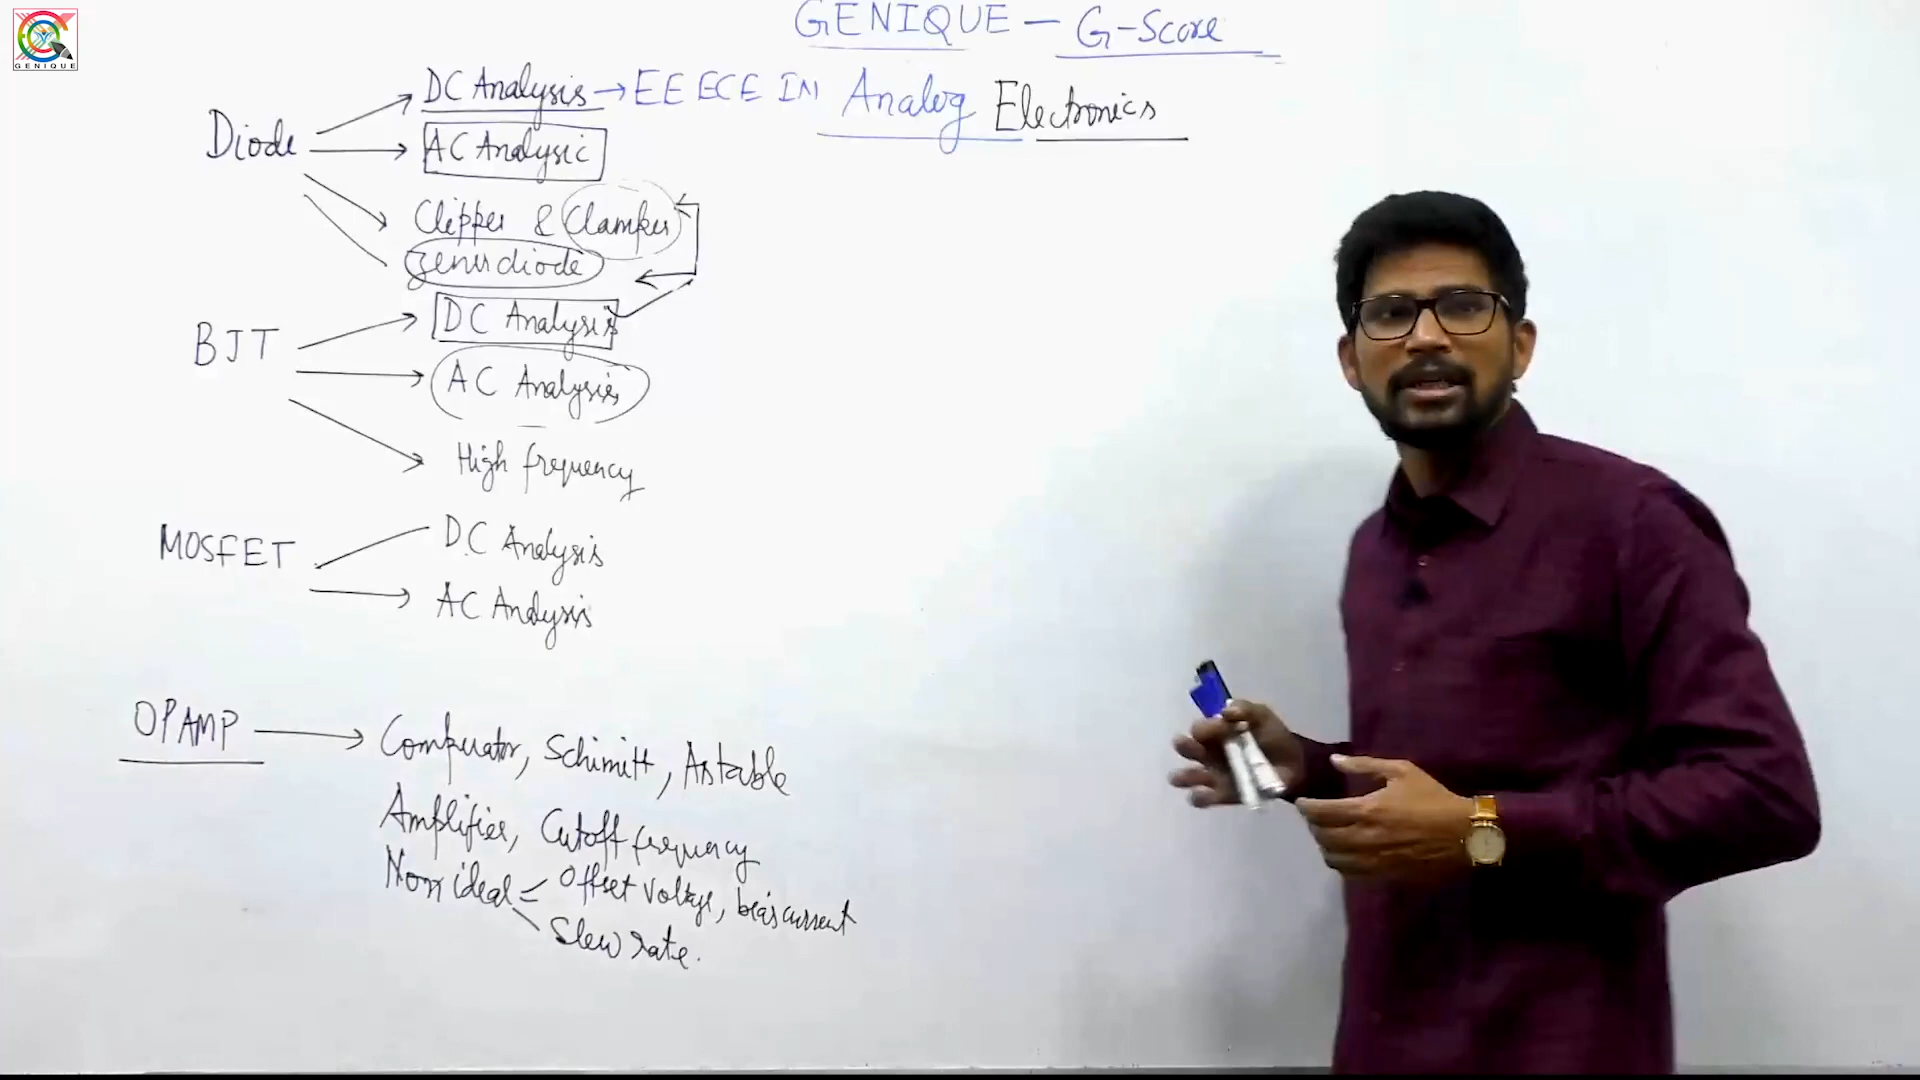 GENIQUE
GENIQUE – G-Score
DC Analysis → EE ECE IN Analog Electronics
Diode
AC Analysic
Clipper & Clamper
Zener diode
DC Analysis
BJT
AC Analysis
High frequency
MOSFET
DC Analysis
AC Analysis
OPAMP → Comparator, Schimitt, Astable
Amplifier, Cutoff frequency
Non ideal – Offset voltage, bias current
Slew rate.